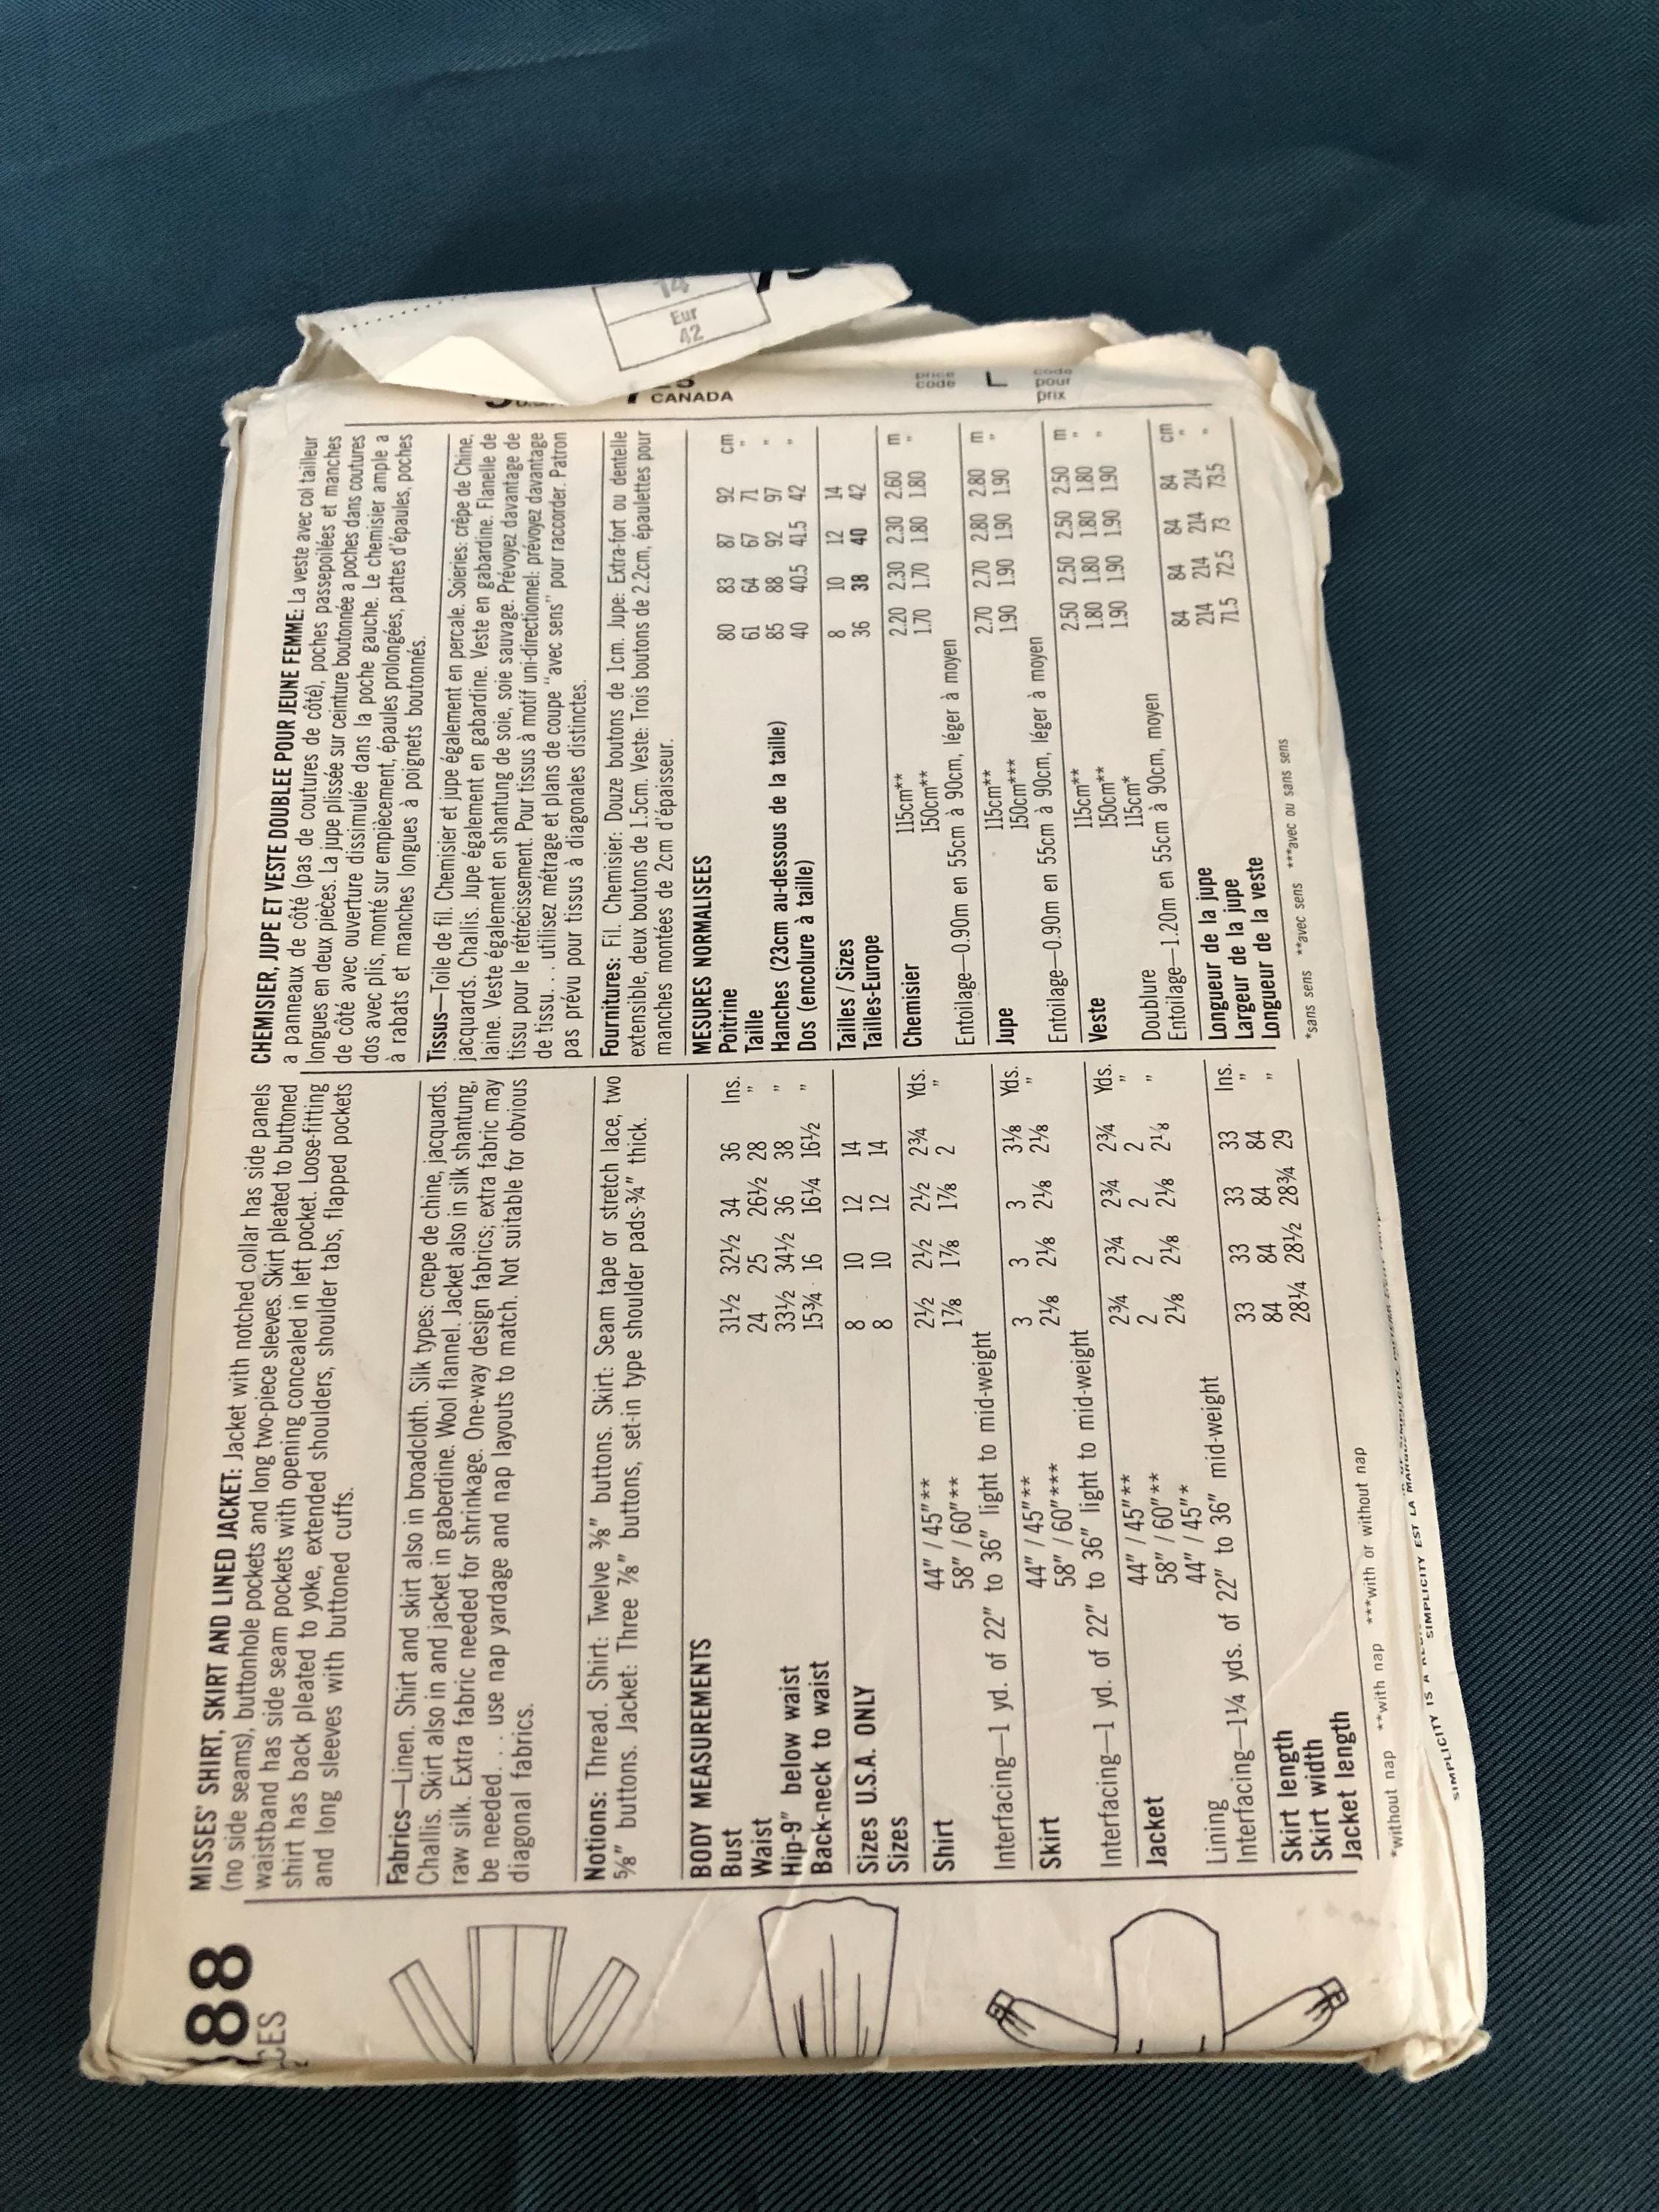 88
MISSES' SHIRT, SKIRT AND LINED JACKET: Jacket with notched collar has side panels
(no side seams), buttonhole pockets and long two-piece sleeves. Skirt pleated to buttoned
waistband has side seam pockets with opening concealed in left pocket. Loose-fitting
shirt has back pleated to yoke, extended shoulders, shoulder tabs, flapped pockets
and long sleeves with buttoned cuffs.
Fabrics—Linen. Shirt and skirt also in broadcloth. Silk types: crepe de chine, jacquards.
Challis. Skirt also in and jacket in gaberdine. Wool flannel. Jacket also in silk shantung,
raw silk. Extra fabric needed for shrinkage. One-way design fabrics; extra fabric may
be needed. . . use nap yardage and nap layouts to match. Not suitable for obvious
diagonal fabrics.
Notions: Thread. Shirt: Twelve ⅜" buttons. Skirt: Seam tape or stretch lace, two
⅝" buttons. Jacket: Three ⅞" buttons, set-in type shoulder pads-¾" thick.
BODY MEASUREMENTS
Bust 31½ 32½ 34 36 Ins.
Waist 24 25 26½ 28 "
Hip-9" below waist 33½ 34½ 36 38 "
Back-neck to waist 15¾ 16 16¼ 16½ "
Sizes U.S.A. ONLY 8 10 12 14
Sizes 8 10 12 14
Shirt 44" / 45"** 2½ 2½ 2½ 2¾ Yds.
58" / 60"** 1⅞ 1⅞ 1⅞ 2 "
Interfacing—1 yd. of 22" to 36" light to mid-weight
Skirt 44" / 45"** 3 3 3 3⅛ Yds.
58" / 60"*** 2⅛ 2⅛ 2⅛ 2⅛ "
Interfacing—1 yd. of 22" to 36" light to mid-weight
Jacket 44" / 45"** 2¾ 2¾ 2¾ 2¾ Yds.
58" / 60"** 2 2 2 2 "
Lining 44" / 45"* 2⅛ 2⅛ 2⅛ 2⅛ "
Interfacing—1¼ yds. of 22" to 36" mid-weight
Skirt length 33 33 33 33 Ins.
Skirt width 84 84 84 84 "
Jacket length 28¼ 28½ 28¾ 29 "
*without nap **with nap ***with or without nap
CHEMISIER, JUPE ET VESTE DOUBLEE POUR JEUNE FEMME: La veste avec col tailleur
a panneaux de côté (pas de coutures de côté), poches passepoilées et manches
longues en deux pièces. La jupe plissée sur ceinture boutonnée a poches dans coutures
de côté avec ouverture dissimulée dans la poche gauche. Le chemisier ample a
dos avec plis, monté sur empiècement, épaules prolongées, pattes d'épaules, poches
à rabats et manches longues à poignets boutonnés.
Tissus—Toile de fil. Chemisier et jupe également en percale. Soieries: crêpe de Chine,
jacquards. Challis. Jupe également en gabardine. Veste en gabardine. Flanelle de
laine. Veste également en shantung de soie, soie sauvage. Prévoyez davantage de
tissu pour le rétrécissement. Pour tissus à motif uni-directionnel: prévoyez davantage
de tissu. . . utilisez métrage et plans de coupe "avec sens" pour raccorder. Patron
pas prévu pour tissus à diagonales distinctes.
Fournitures: Fil. Chemisier: Douze boutons de 1cm. Jupe: Extra-fort ou dentelle
extensible, deux boutons de 1.5cm. Veste: Trois boutons de 2.2cm, épaulettes pour
manches montées de 2cm d'épaisseur.
MESURES NORMALISEES
Poitrine 80 83 87 92 cm
Taille 61 64 67 71 "
Hanches (23cm au-dessous de la taille) 85 88 92 97 "
Dos (encolure à taille) 40 40.5 41.5 42 "
Tailles / Sizes 8 10 12 14
Tailles-Europe 36 38 40 42
Chemisier 115cm** 2.20 2.30 2.30 2.60 m
150cm** 1.70 1.70 1.80 1.80 "
Entoilage—0.90m en 55cm à 90cm, léger à moyen
Jupe 115cm** 2.70 2.70 2.80 2.80 m
150cm*** 1.90 1.90 1.90 1.90 "
Entoilage—0.90m en 55cm à 90cm, léger à moyen
Veste 115cm** 2.50 2.50 2.50 2.50 m
150cm** 1.80 1.80 1.80 1.80 "
Doublure 115cm* 1.90 1.90 1.90 1.90 "
Entoilage—1.20m en 55cm à 90cm, moyen
Longueur de la jupe 84 84 84 84 cm
Largeur de la jupe 214 214 214 214 "
Longueur de la veste 71.5 72.5 73 73.5 "
*sans sens **avec sens ***avec ou sans sens
CANADA
price
code
L
code
pour
prix
14
Eur
42
SIMPLICITY IS A
SIMPLICITY EST LA